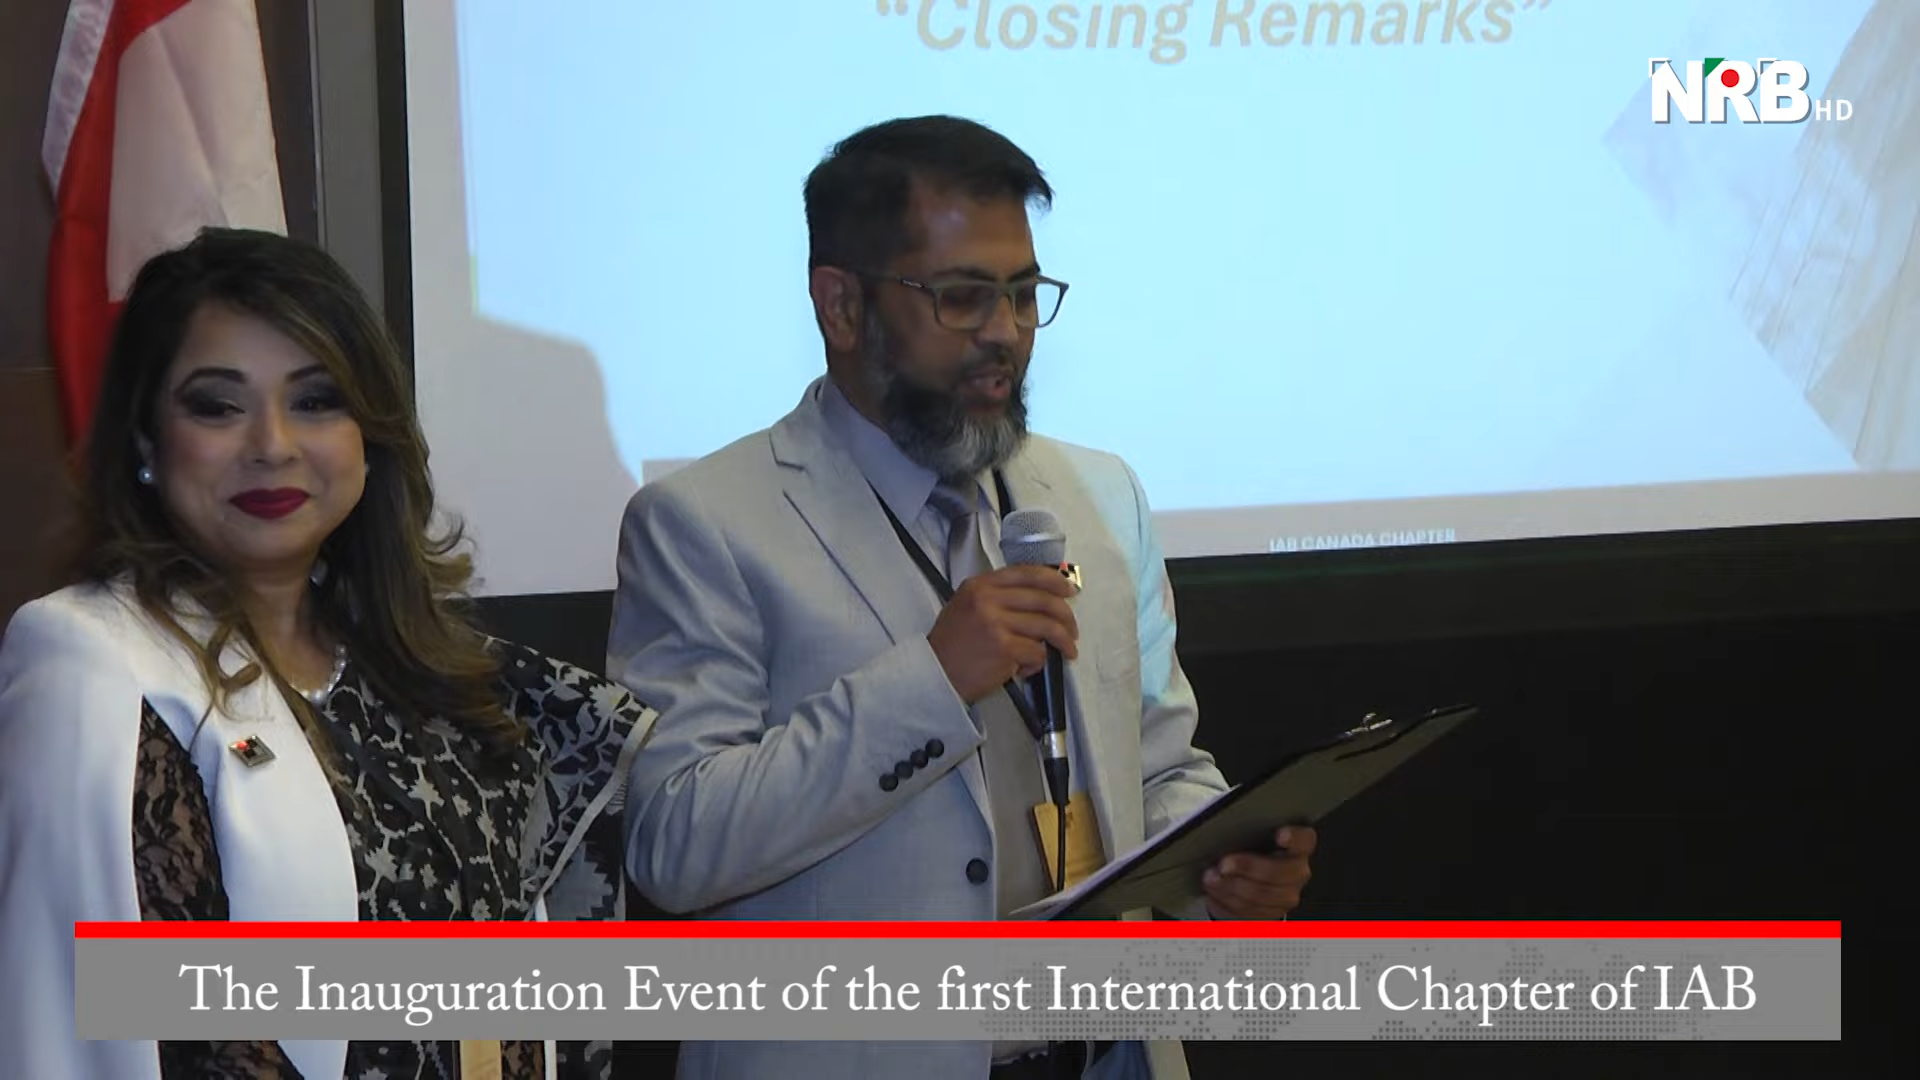 “Closing Remarks”
NRB HD
IAB CANADA CHAPTER
The Inauguration Event of the first International Chapter of IAB